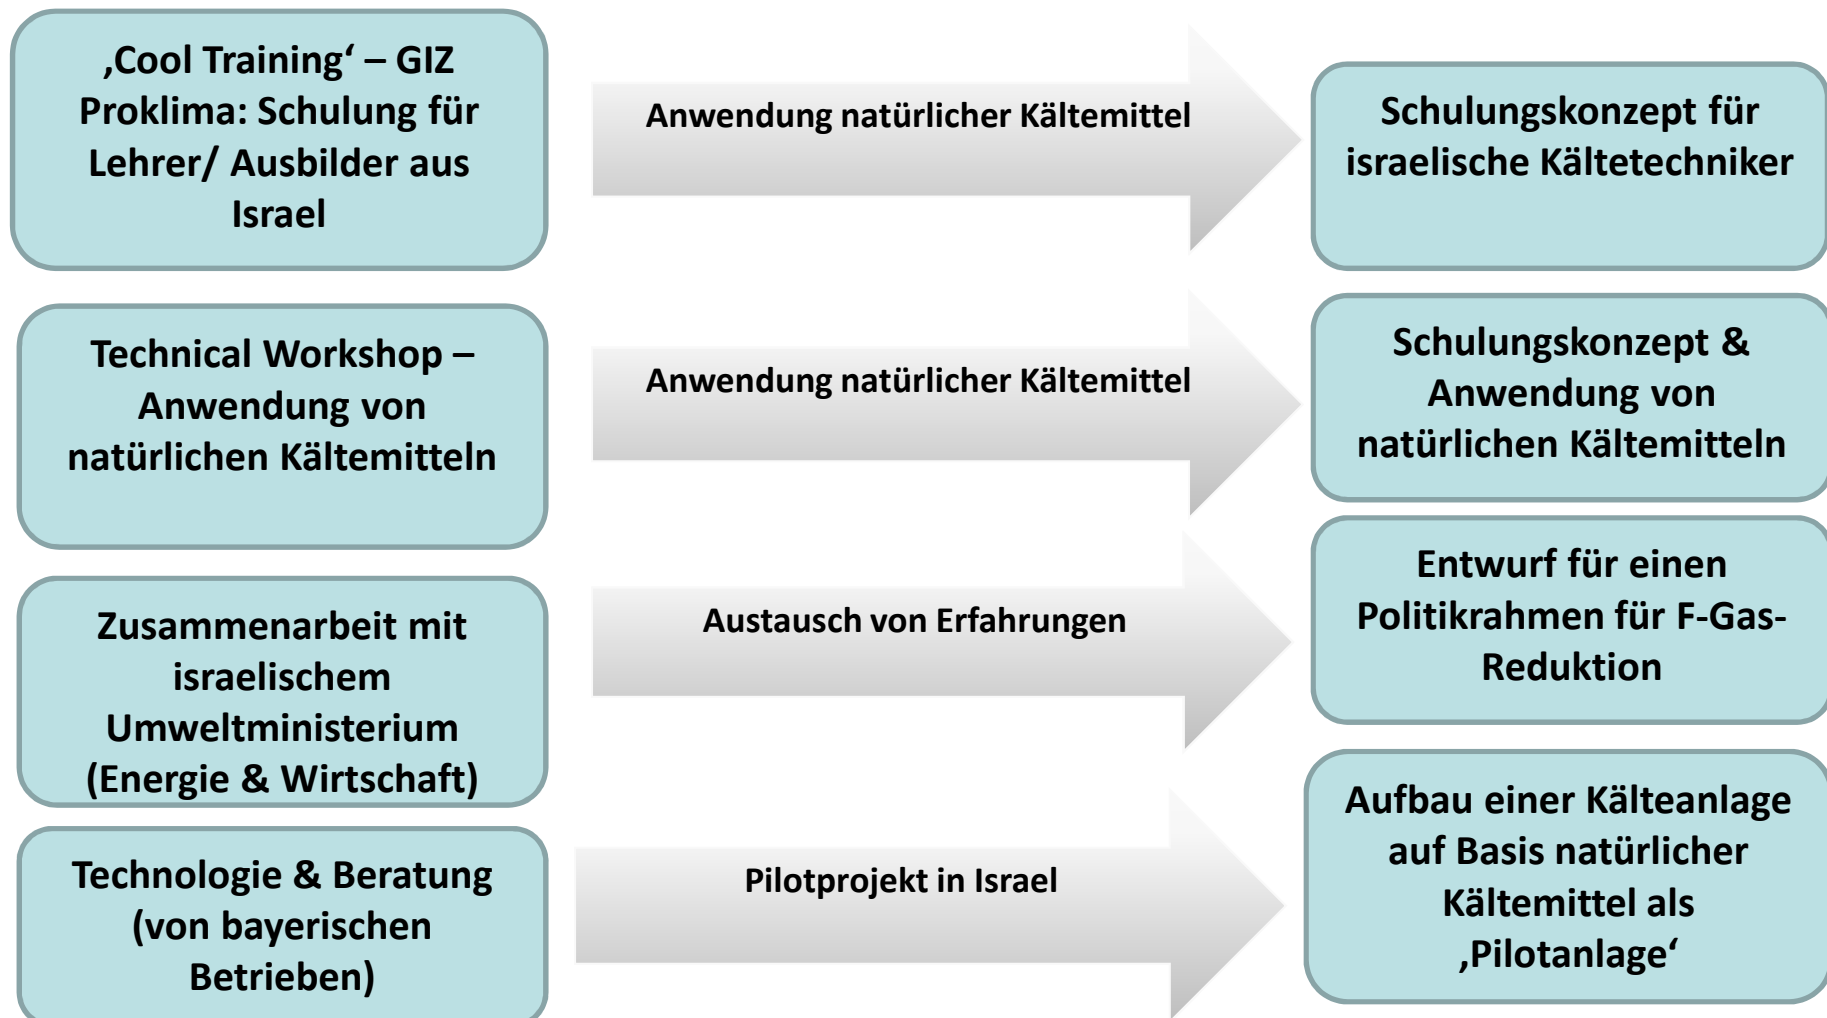 ‚Cool Training‘ – GIZ
Proklima: Schulung für
Lehrer/ Ausbilder aus
Israel
Anwendung natürlicher Kältemittel
Schulungskonzept für
israelische Kältetechniker
Technical Workshop –
Anwendung von
natürlichen Kältemitteln
Anwendung natürlicher Kältemittel
Schulungskonzept &
Anwendung von
natürlichen Kältemitteln
Zusammenarbeit mit
israelischem
Umweltministerium
(Energie & Wirtschaft)
Austausch von Erfahrungen
Entwurf für einen
Politikrahmen für F-Gas-
Reduktion
Technologie & Beratung
(von bayerischen
Betrieben)
Pilotprojekt in Israel
Aufbau einer Kälteanlage
auf Basis natürlicher
Kältemittel als
‚Pilotanlage‘